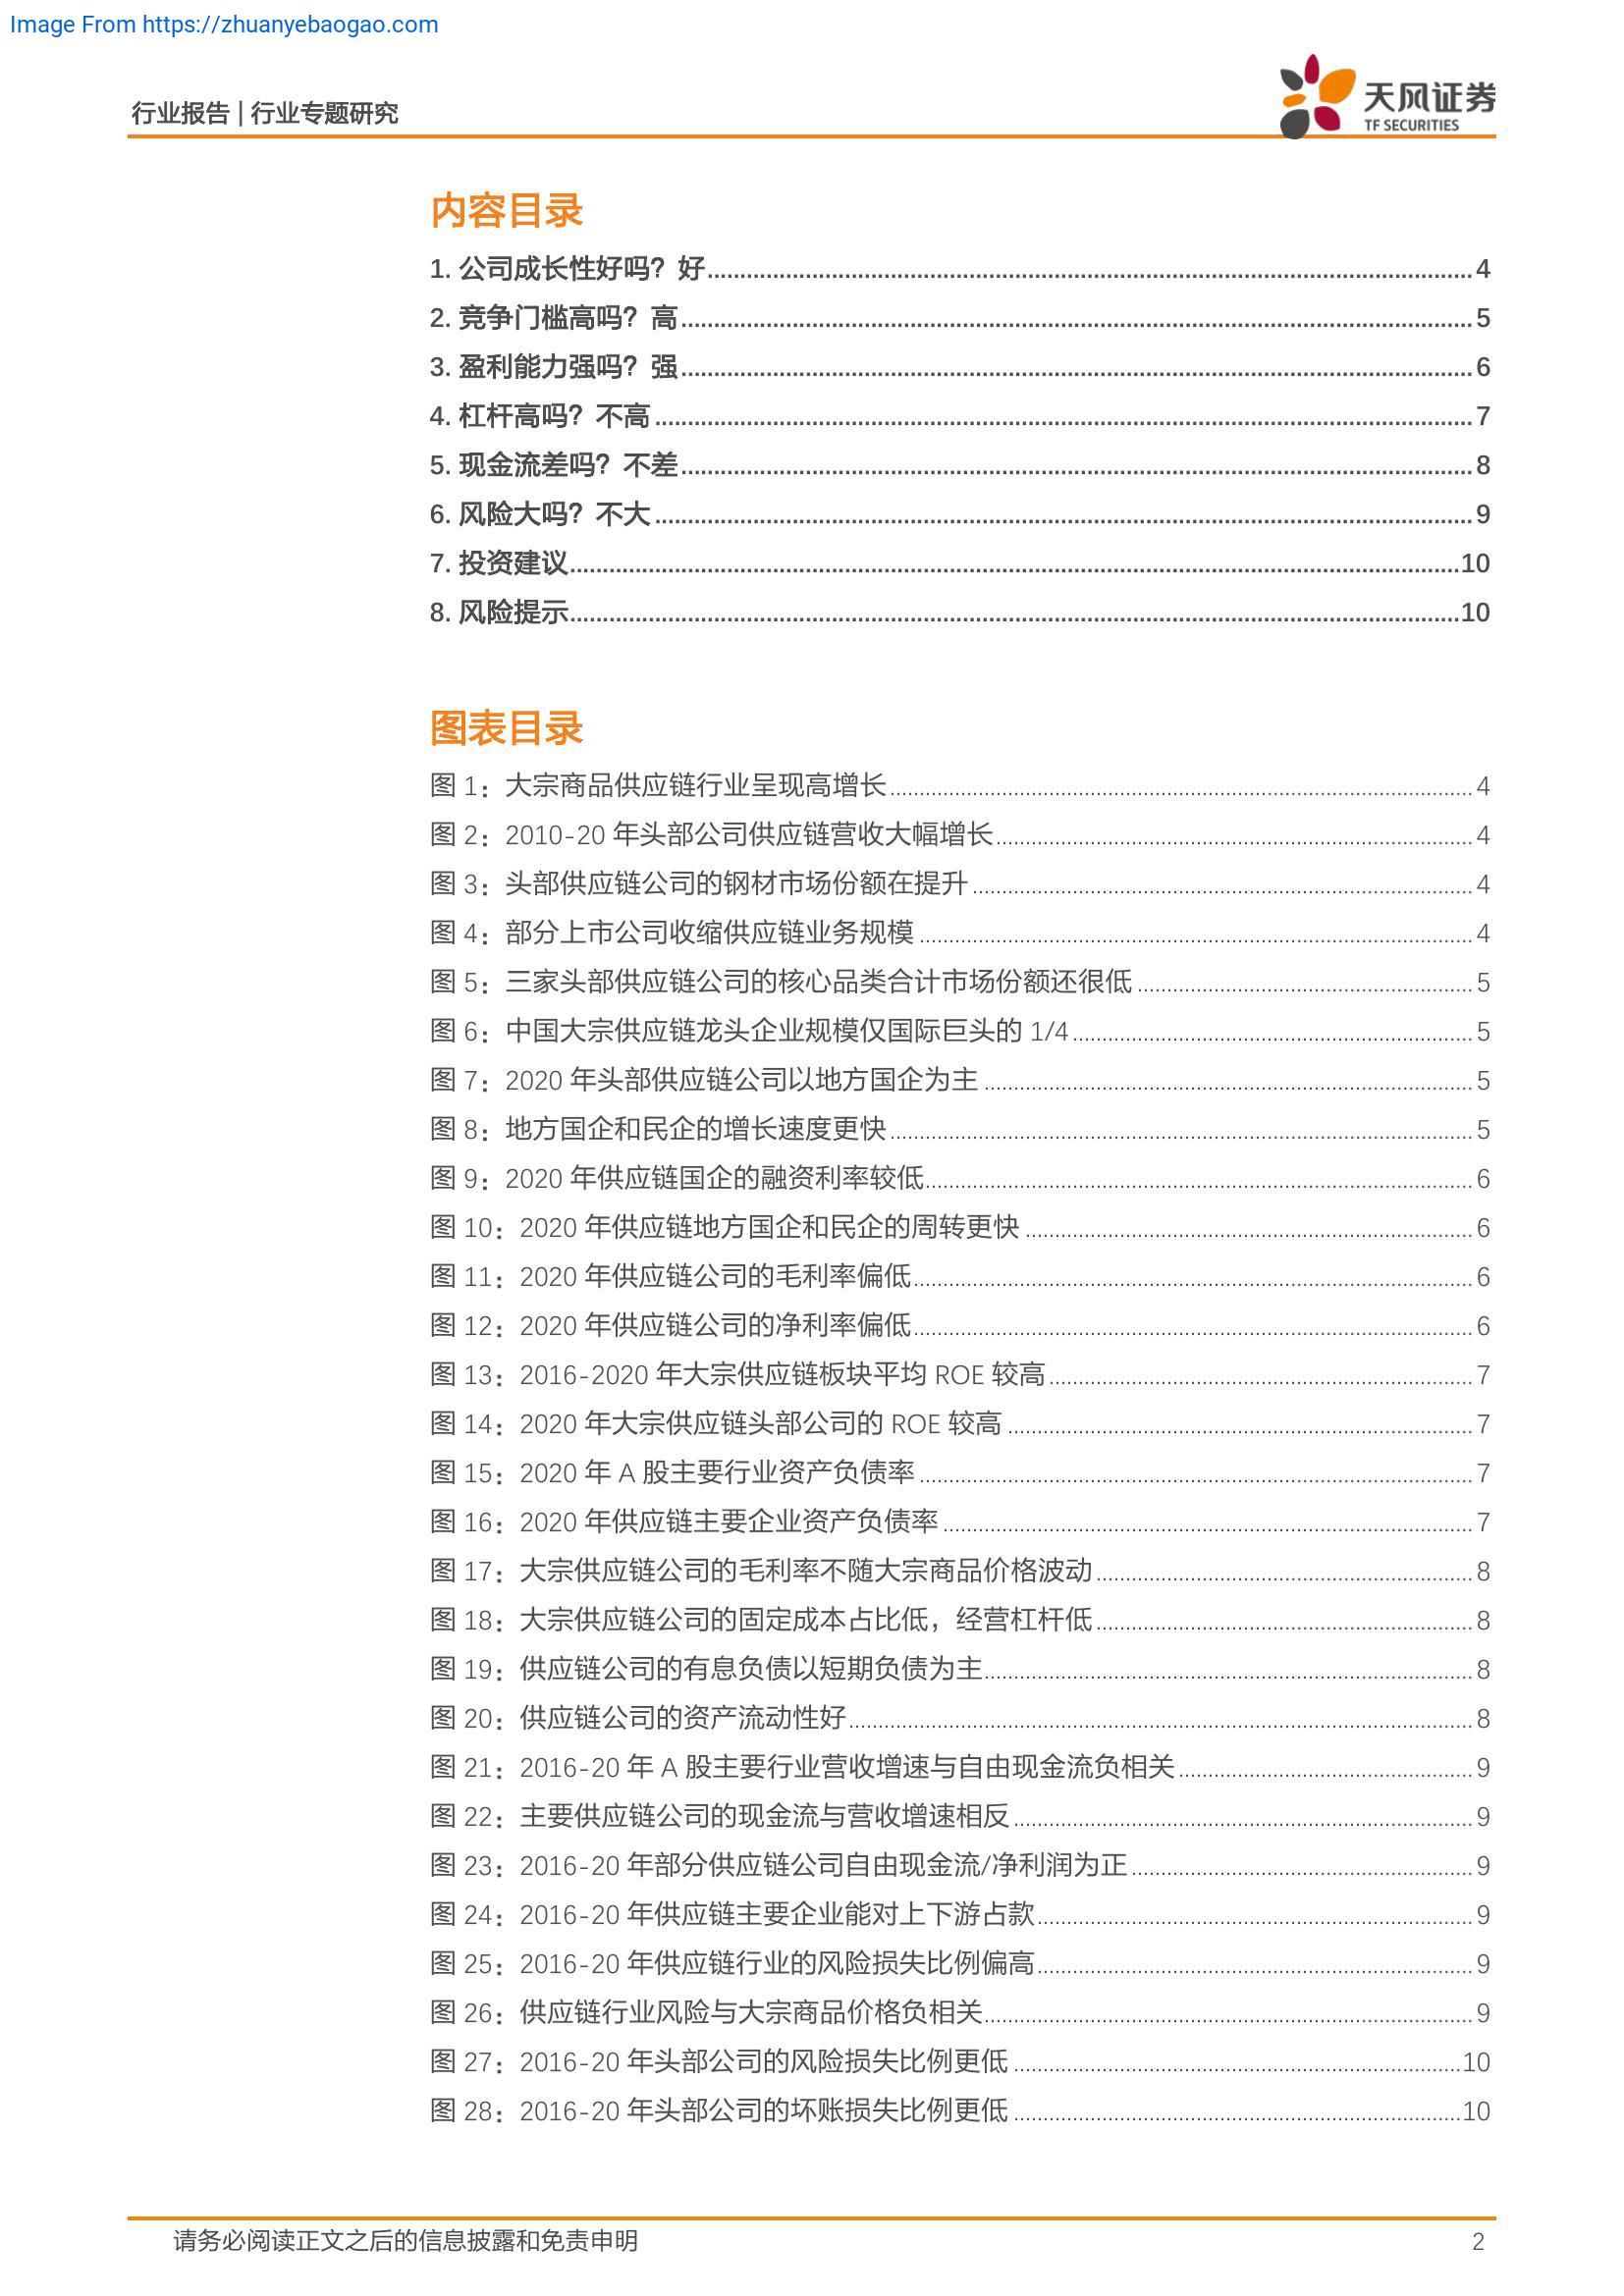 Image From https://zhuanyebaogao.com
行业报告 | 行业专题研究
天风证券
TF SECURITIES
内容目录
1. 公司成长性好吗？好 4
2. 竞争门槛高吗？高 5
3. 盈利能力强吗？强 6
4. 杠杆高吗？不高 7
5. 现金流差吗？不差 8
6. 风险大吗？不大 9
7. 投资建议 10
8. 风险提示 10
图表目录
图 1：大宗商品供应链行业呈现高增长 4
图 2：2010-20 年头部公司供应链营收大幅增长 4
图 3：头部供应链公司的钢材市场份额在提升 4
图 4：部分上市公司收缩供应链业务规模 4
图 5：三家头部供应链公司的核心品类合计市场份额还很低 5
图 6：中国大宗供应链龙头企业规模仅国际巨头的 1/4 5
图 7：2020 年头部供应链公司以地方国企为主 5
图 8：地方国企和民企的增长速度更快 5
图 9：2020 年供应链国企的融资利率较低 6
图 10：2020 年供应链地方国企和民企的周转更快 6
图 11：2020 年供应链公司的毛利率偏低 6
图 12：2020 年供应链公司的净利率偏低 6
图 13：2016-2020 年大宗供应链板块平均 ROE 较高 7
图 14：2020 年大宗供应链头部公司的 ROE 较高 7
图 15：2020 年 A 股主要行业资产负债率 7
图 16：2020 年供应链主要企业资产负债率 7
图 17：大宗供应链公司的毛利率不随大宗商品价格波动 8
图 18：大宗供应链公司的固定成本占比低，经营杠杆低 8
图 19：供应链公司的有息负债以短期负债为主 8
图 20：供应链公司的资产流动性好 8
图 21：2016-20 年 A 股主要行业营收增速与自由现金流负相关 9
图 22：主要供应链公司的现金流与营收增速相反 9
图 23：2016-20 年部分供应链公司自由现金流/净利润为正 9
图 24：2016-20 年供应链主要企业能对上下游占款 9
图 25：2016-20 年供应链行业的风险损失比例偏高 9
图 26：供应链行业风险与大宗商品价格负相关 9
图 27：2016-20 年头部公司的风险损失比例更低 10
图 28：2016-20 年头部公司的坏账损失比例更低 10
请务必阅读正文之后的信息披露和免责申明 2